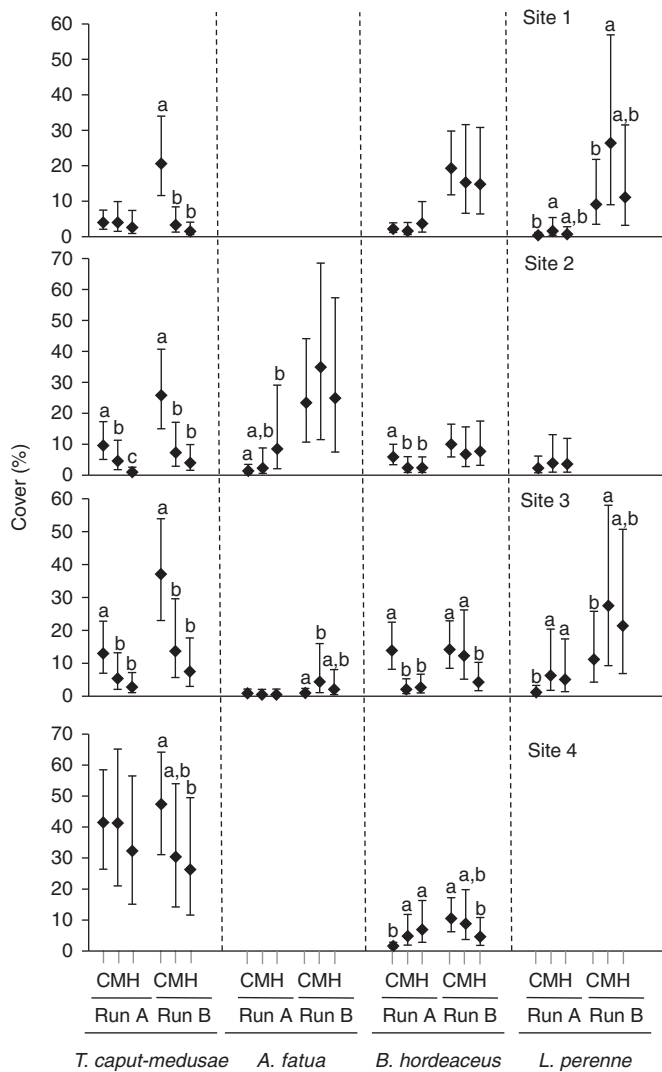 Cover (%)
60 50 40 30 20 10 0
Site 1
a b b
b a a,b
b a a,b
70 60 50 40 30 20 10 0
Site 2
a b c
a b b
a a,b b
a b b
60 50 40 30 20 10 0
Site 3
a b b
a b b
a b a,b
a b b
a a b
b a a
b a a,b
70 60 50 40 30 20 10 0
Site 4
a a,b b
b a a
a a,b b
CMH CMH CMH CMH CMH CMH CMH CMH
Run A Run B Run A Run B Run A Run B Run A Run B
T. caput-medusae A. fatua B. hordeaceus L. perenne